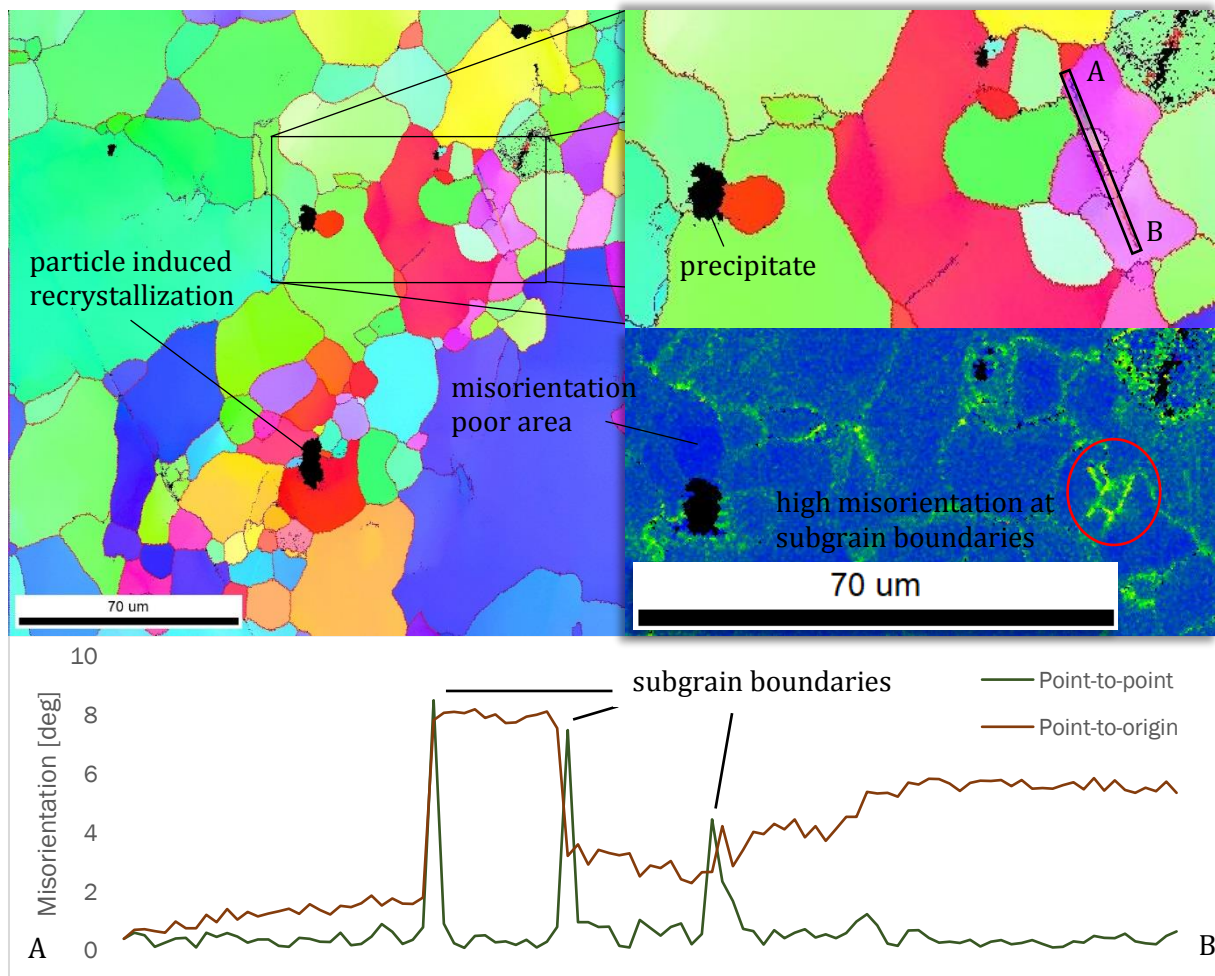 A
B
precipitate
particle induced
recrystallization
misorientation
poor area
high misorientation at
subgrain boundaries
70 um
70 um
10
8
6
4
2
0
Misorientation [deg]
subgrain boundaries
Point-to-point
Point-to-origin
A
B